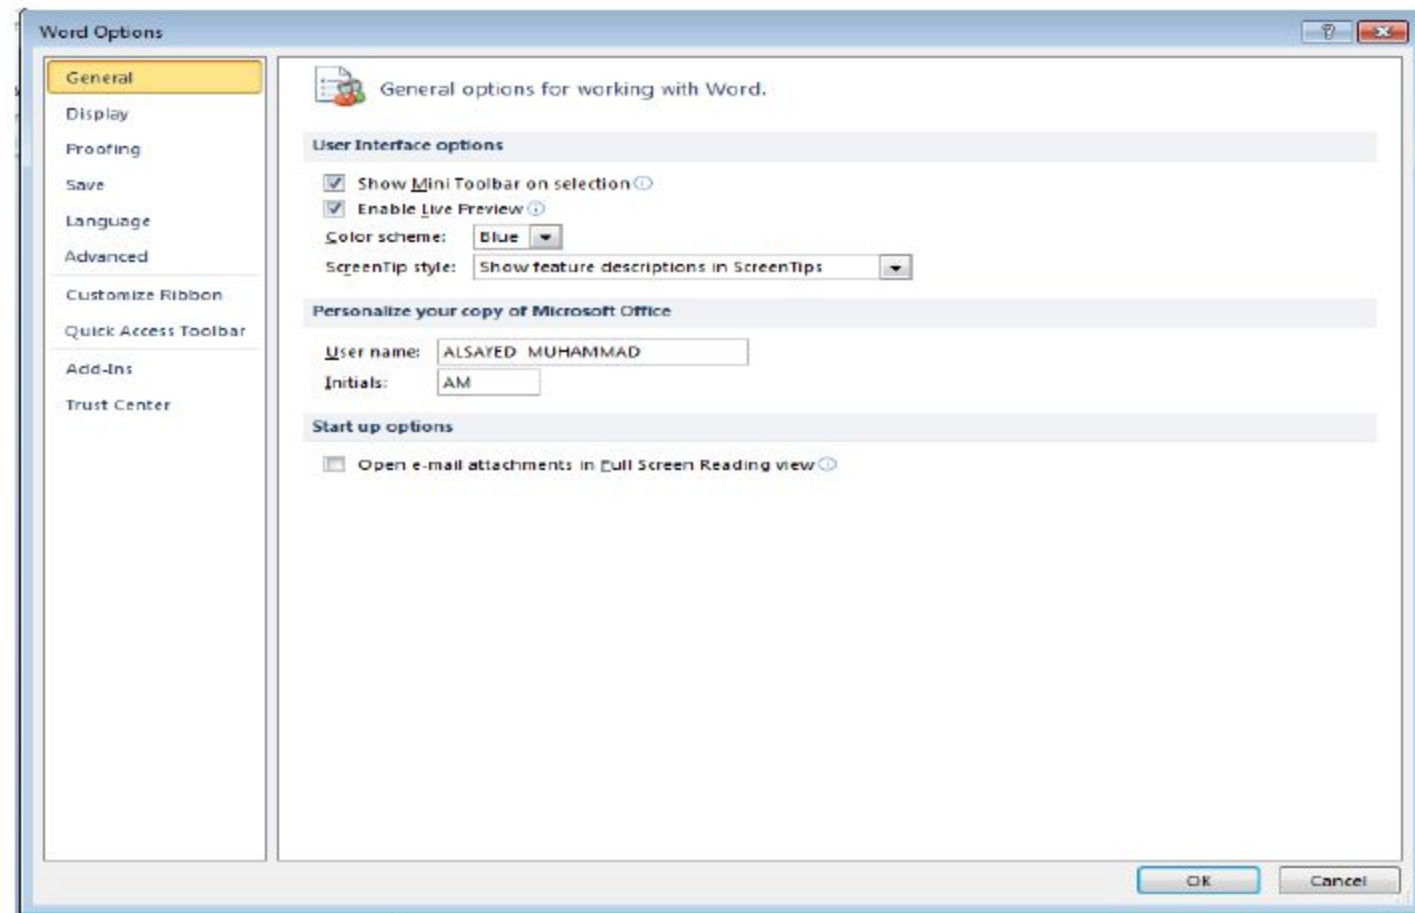 Word Options
General
Display
Proofing
Save
Language
Advanced
Customize Ribbon
Quick Access Toolbar
Add-Ins
Trust Center
General options for working with Word.
User Interface options
Show Mini Toolbar on selection
Enable Live Preview
Color scheme: Blue
ScreenTip style: Show feature descriptions in ScreenTips
Personalize your copy of Microsoft Office
User name: ALSAYED MUHAMMAD
Initials: AM
Start up options
Open e-mail attachments in Full Screen Reading view
OK Cancel